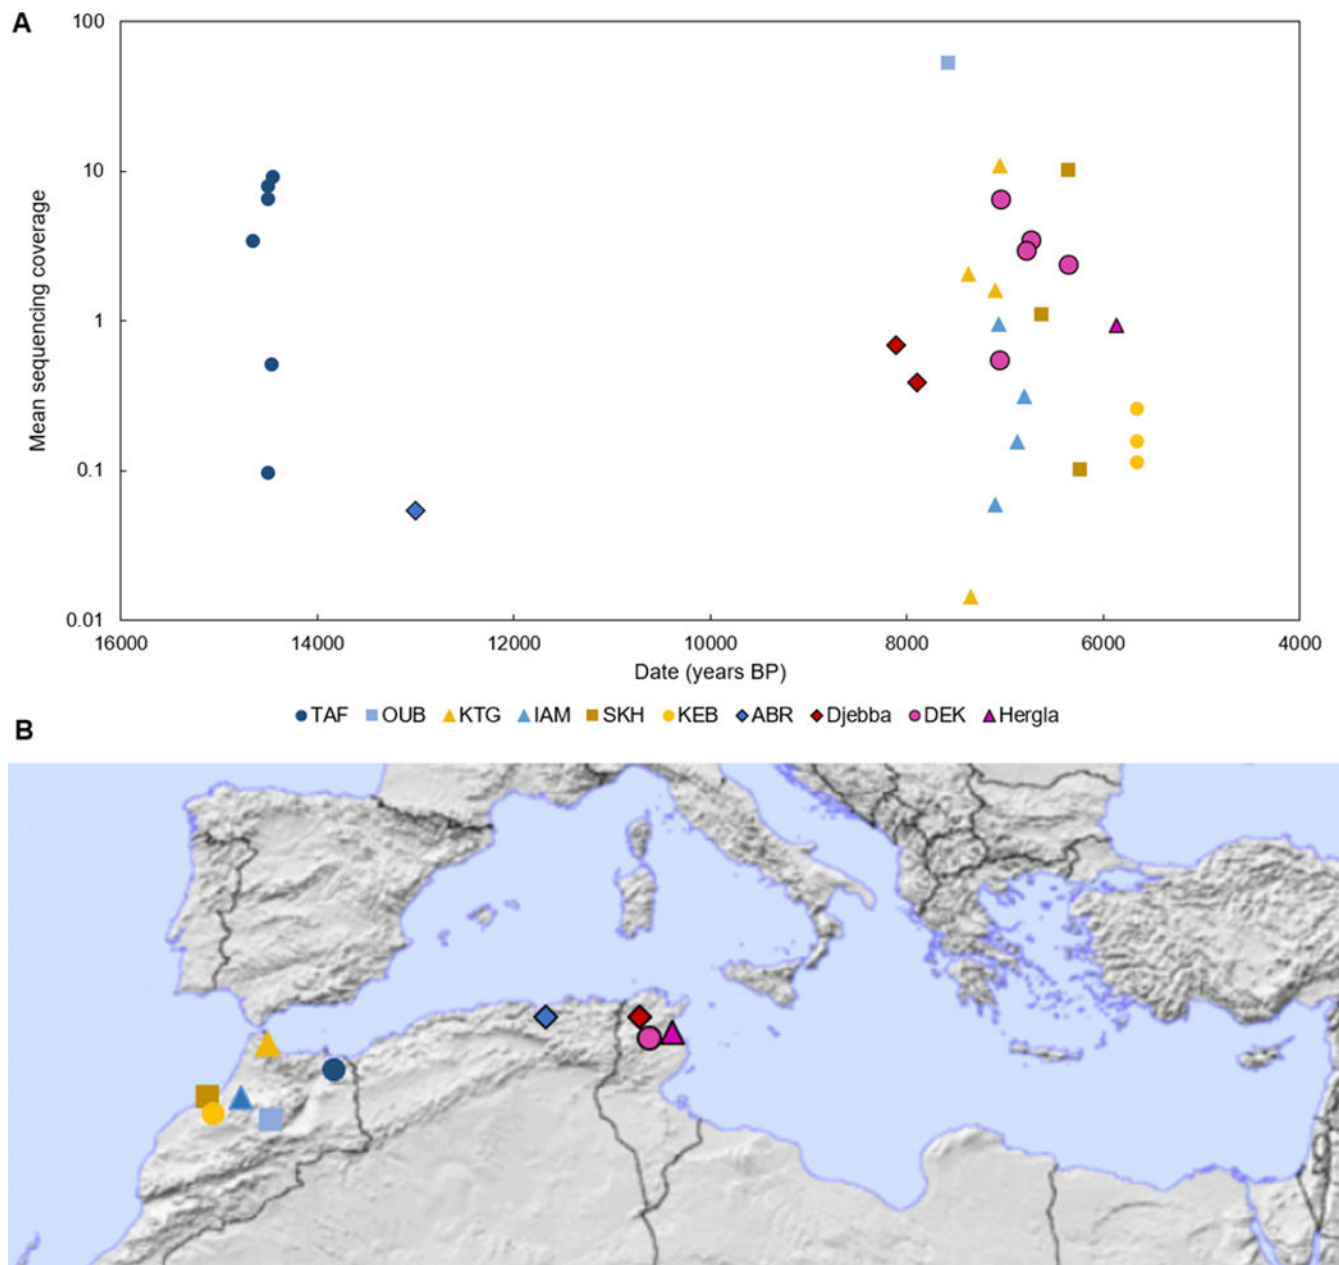 A
100
10
1
0.1
0.01
Mean sequencing coverage
16000 14000 12000 10000 8000 6000 4000
Date (years BP)
TAF OUB KTG IAM SKH KEB ABR Djebba DEK Hergla
B